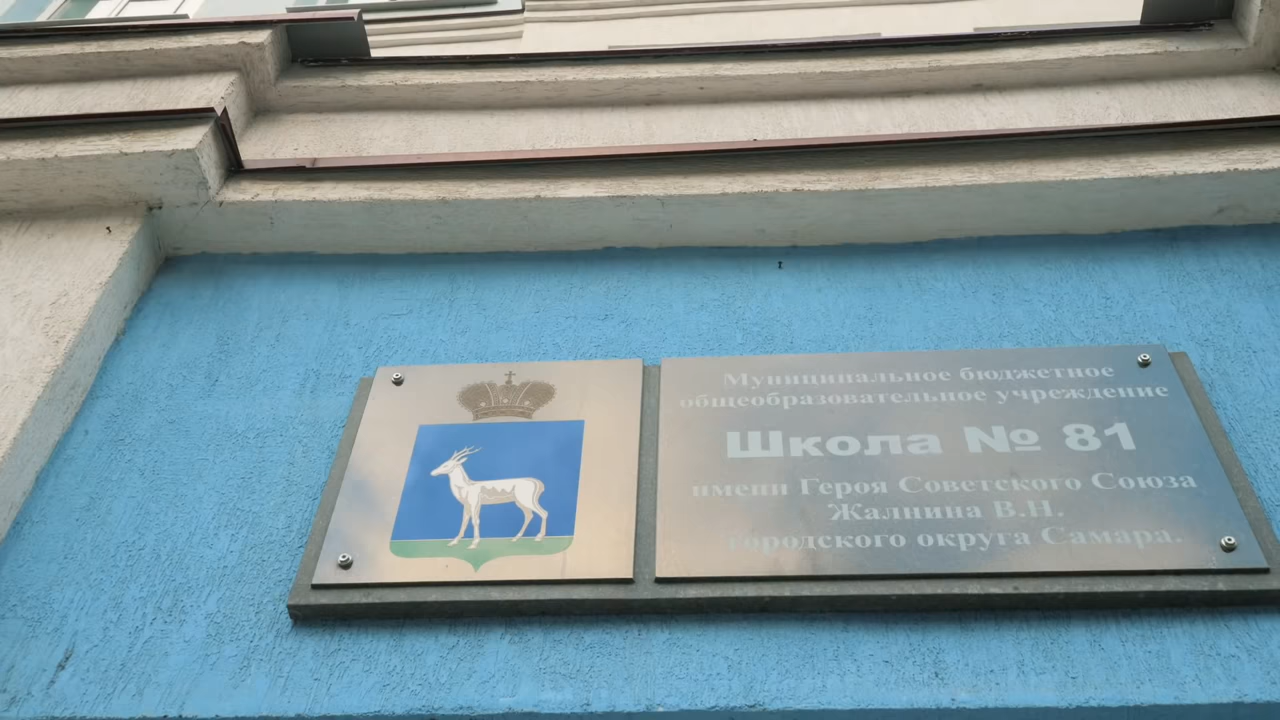 Муниципальное бюджетное
общеобразовательное учреждение
Школа № 81
имени Героя Советского Союза
Жалнина В.Н.
городского округа Самара.